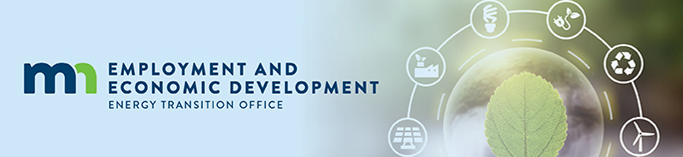 mn
EMPLOYMENT AND
ECONOMIC DEVELOPMENT
ENERGY TRANSITION OFFICE